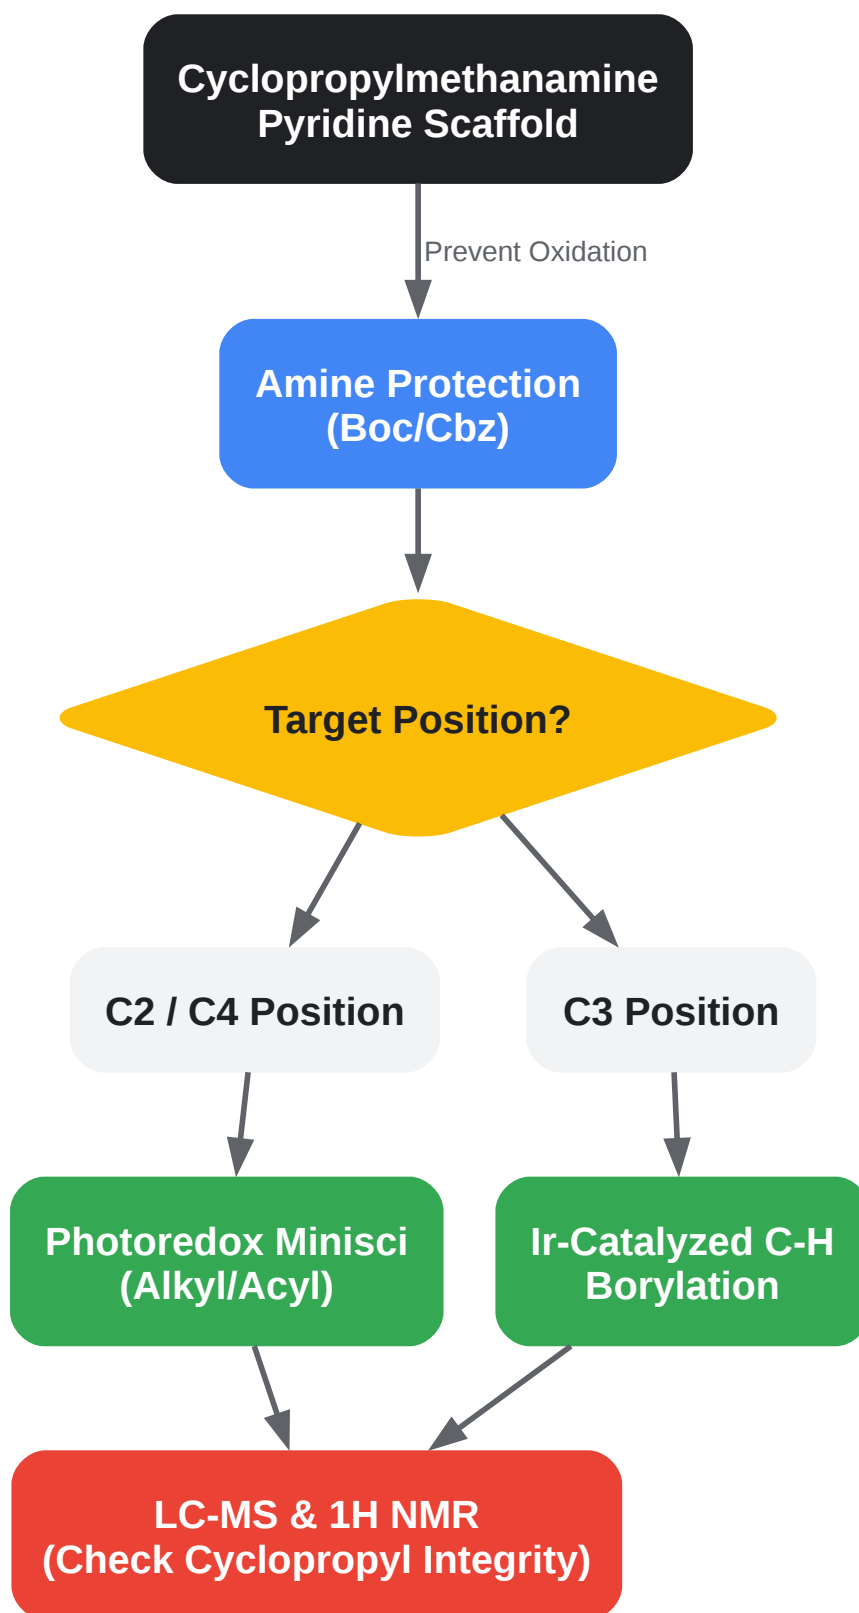 Cyclopropylmethanamine
Pyridine Scaffold
Prevent Oxidation
Amine Protection
(Boc/Cbz)
Target Position?
C2 / C4 Position
C3 Position
Photoredox Minisci
(Alkyl/Acyl)
Ir-Catalyzed C-H
Borylation
LC-MS & 1H NMR
(Check Cyclopropyl Integrity)